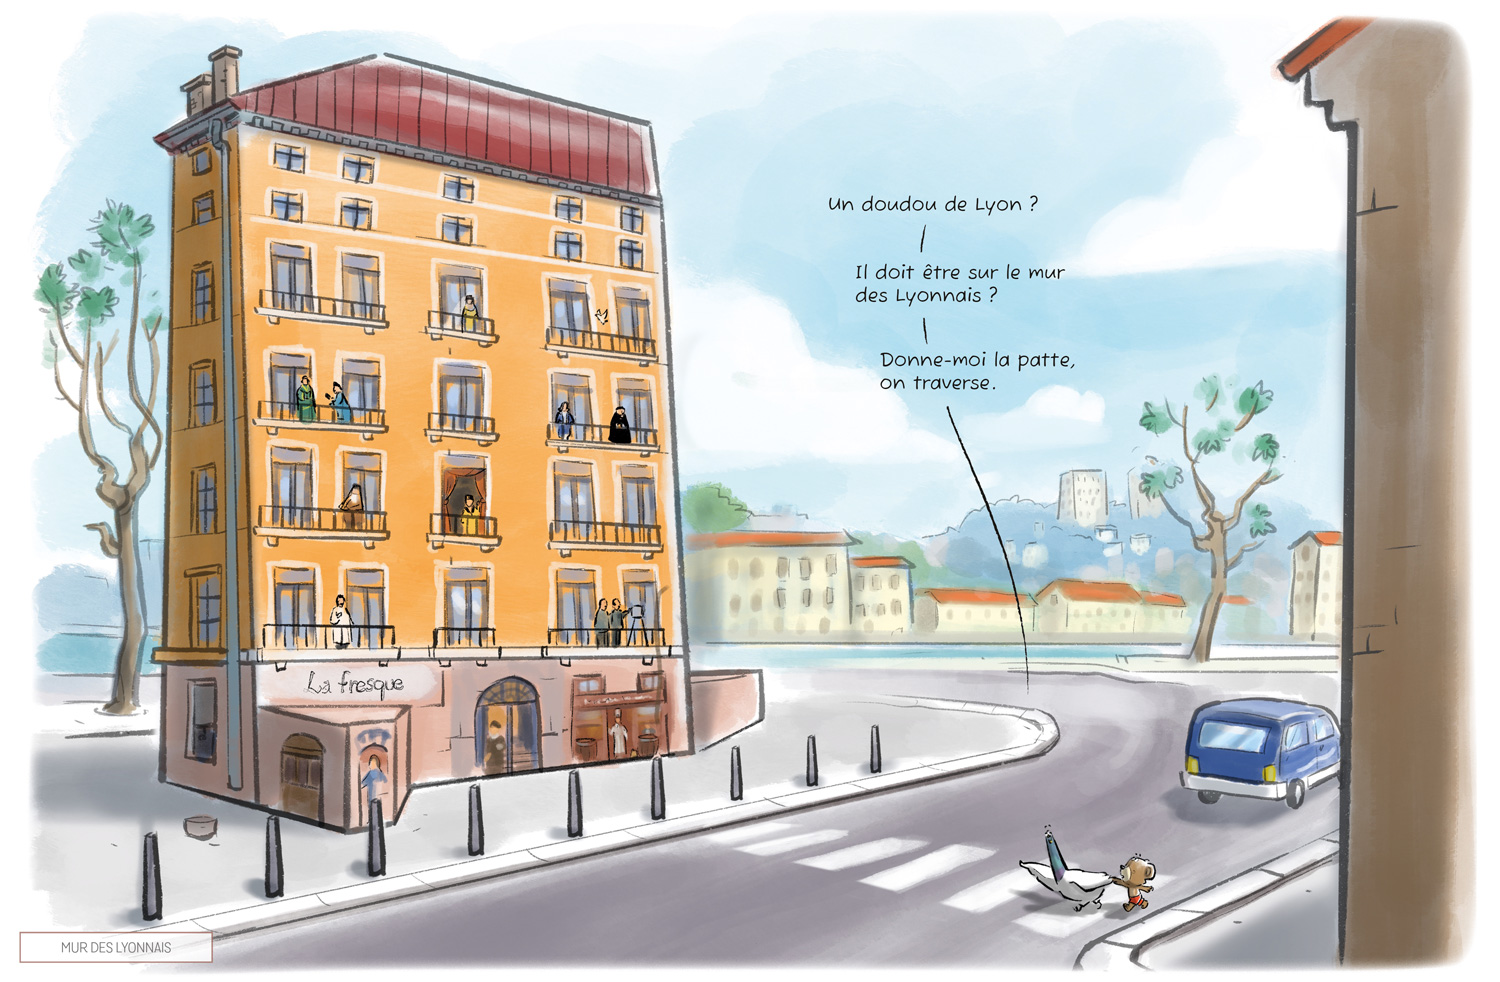 Un doudou de Lyon ?
Il doit être sur le mur
des Lyonnais ?
Donne-moi la patte,
on traverse.
La fresque
MUR DES LYONNAIS